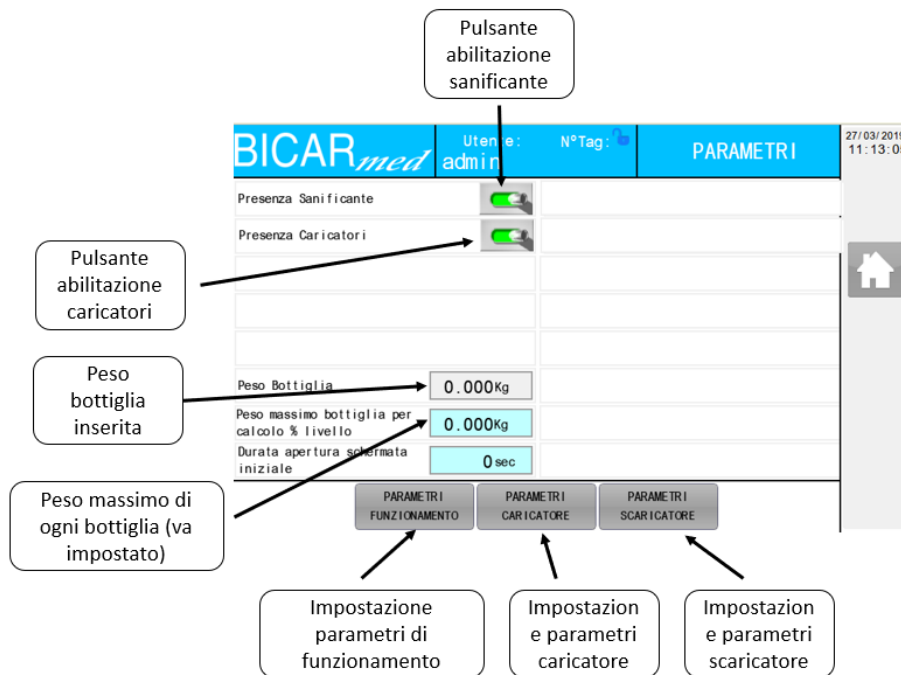 Pulsante
abilitazione
sanificante
BICARmed
Utente:
admin
N°Tag:
PARAMETRI
27/03/2019
11:13:05
Presenza Sanificante
Presenza Caricatori
Pulsante
abilitazione
caricatori
Peso
bottiglia
inserita
Peso Bottiglia
0.000Kg
Peso massimo bottiglia per
calcolo % livello
0.000Kg
Durata apertura schermata
iniziale
0 sec
Peso massimo di
ogni bottiglia (va
impostato)
PARAMETRI
FUNZIONAMENTO
PARAMETRI
CARICATORE
PARAMETRI
SCARICATORE
Impostazione
parametri di
funzionamento
Impostazion
e parametri
caricatore
Impostazion
e parametri
scaricatore